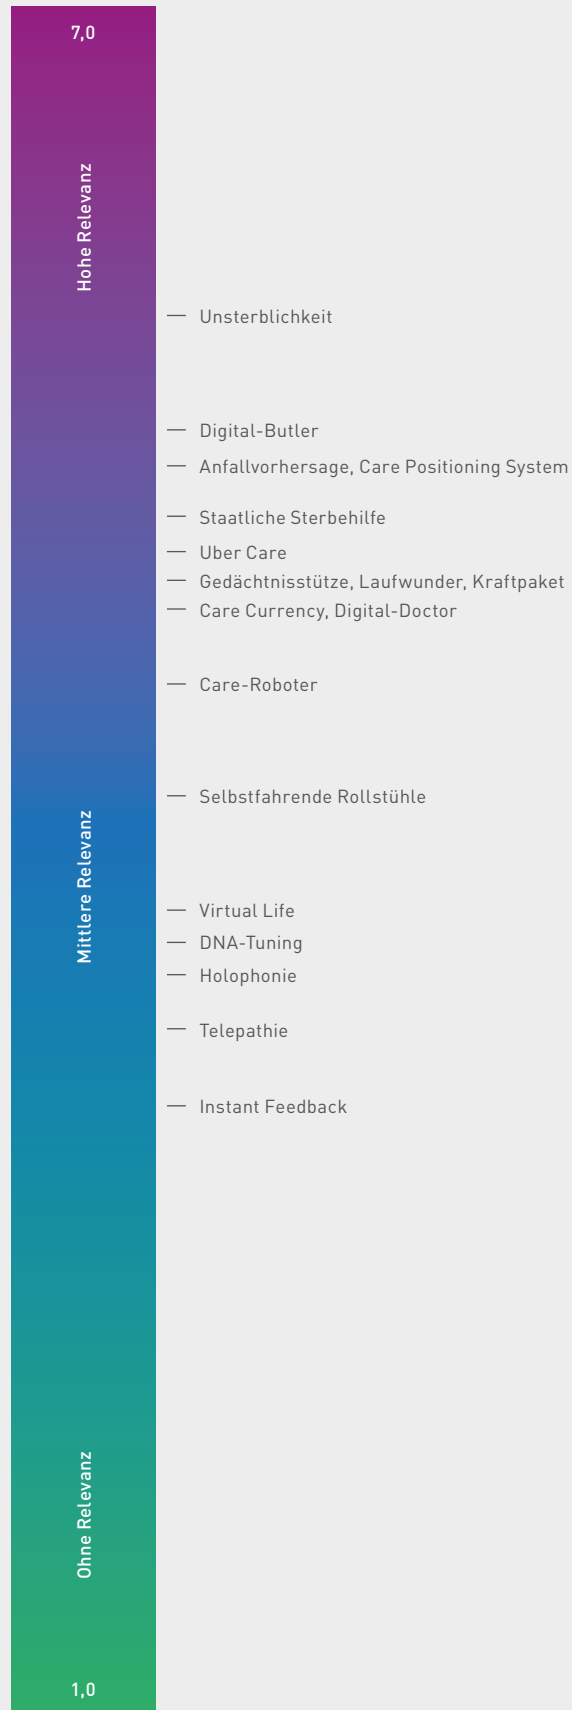 7,0
Hohe Relevanz
— Unsterblichkeit
— Digital-Butler
— Anfallvorhersage, Care Positioning System
— Staatliche Sterbehilfe
— Uber Care
— Gedächtnisstütze, Laufwunder, Kraftpaket
— Care Currency, Digital-Doctor
— Care-Roboter
— Selbstfahrende Rollstühle
Mittlere Relevanz
— Virtual Life
— DNA-Tuning
— Holophonie
— Telepathie
— Instant Feedback
Ohne Relevanz
1,0